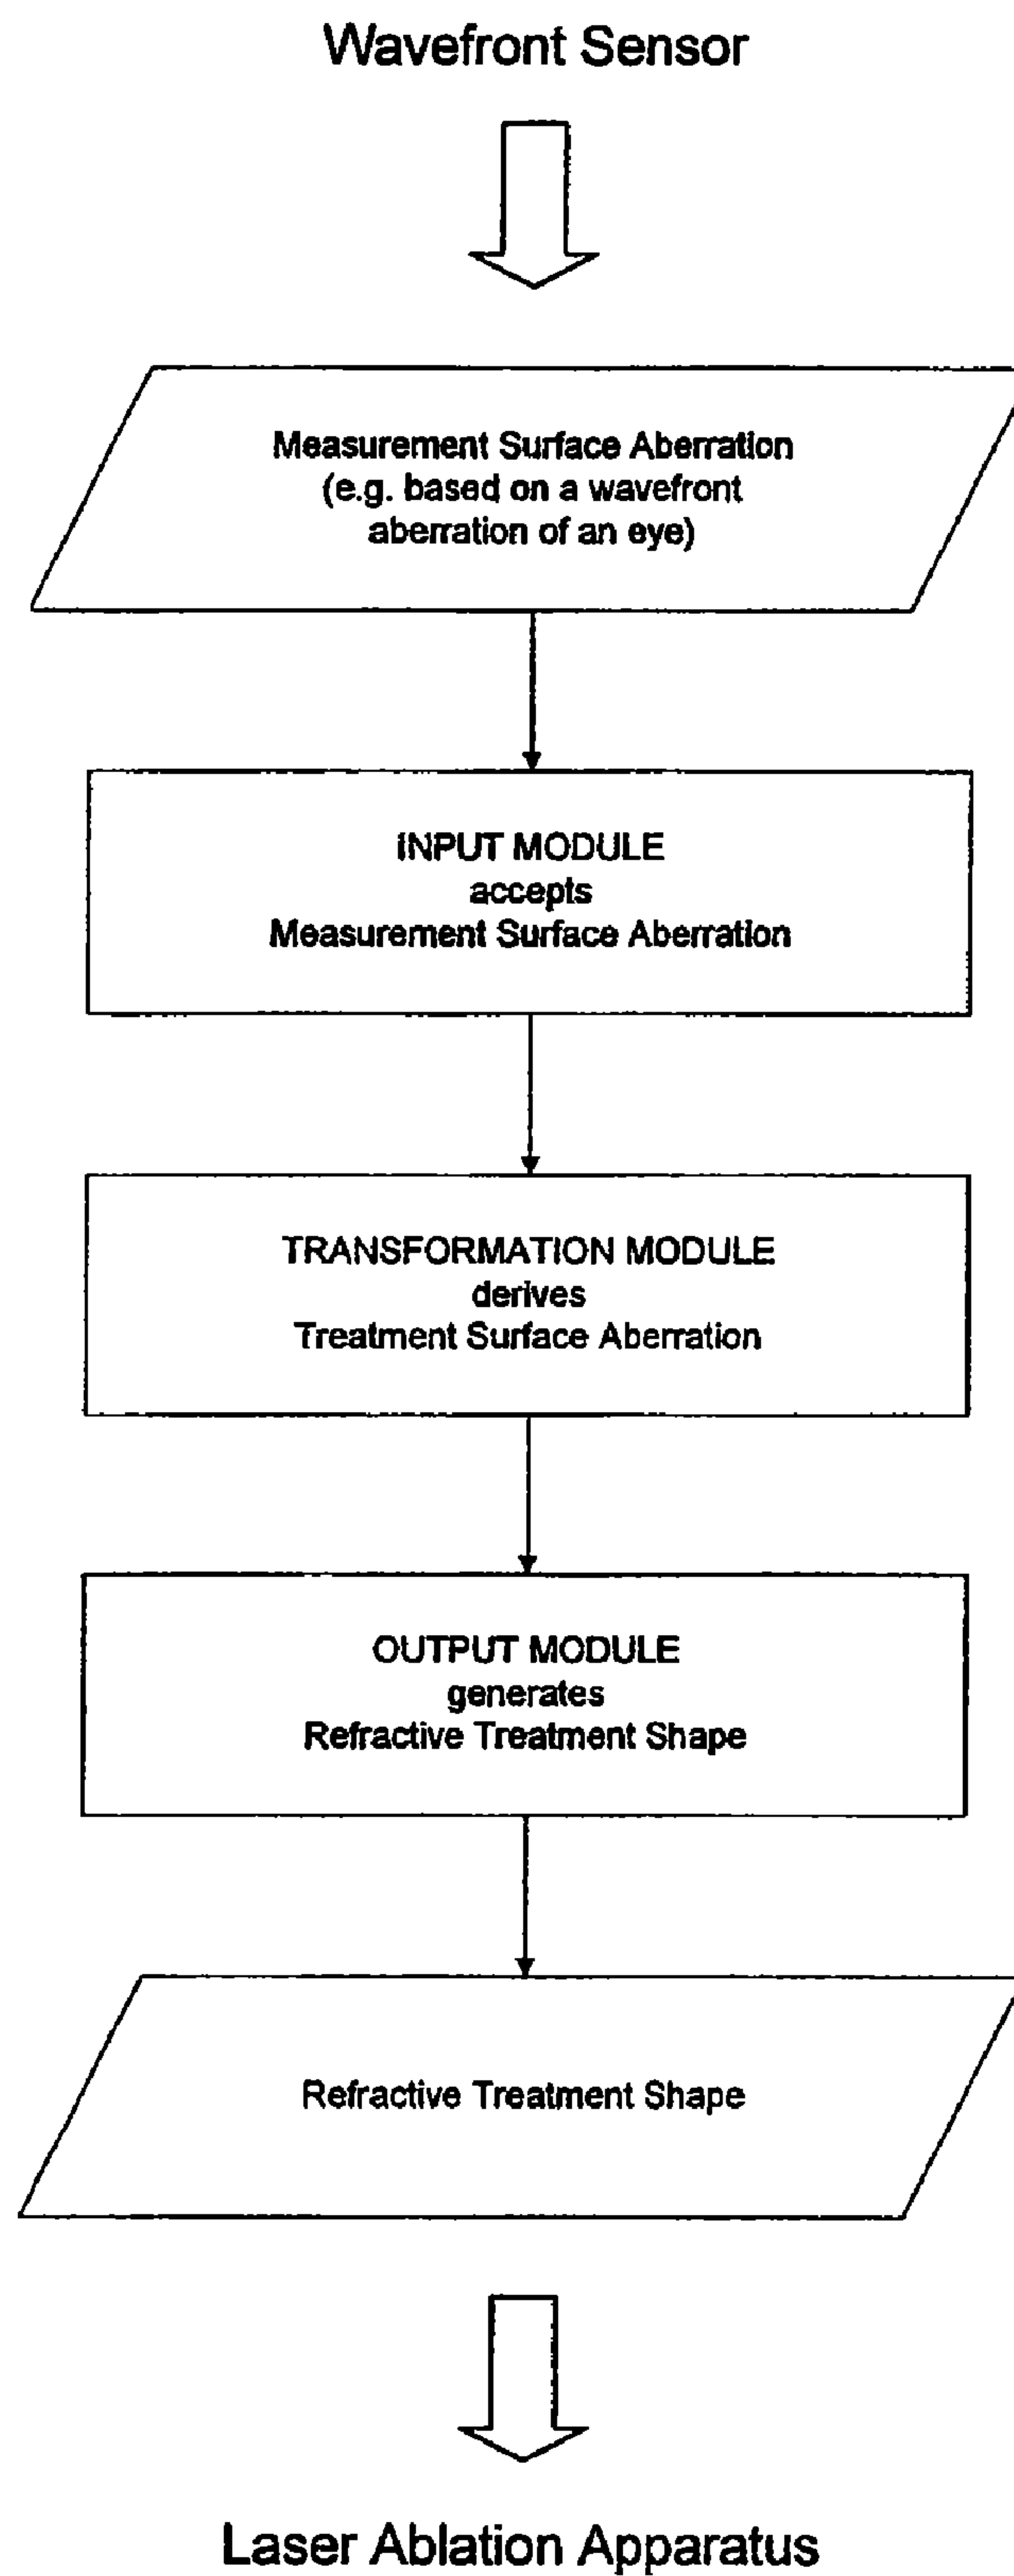 Wavefront Sensor
Measurement Surface Aberration
(e.g. based on a wavefront
aberration of an eye)
INPUT MODULE
accepts
Measurement Surface Aberration
TRANSFORMATION MODULE
derives
Treatment Surface Aberration
OUTPUT MODULE
generates
Refractive Treatment Shape
Refractive Treatment Shape
Laser Ablation Apparatus